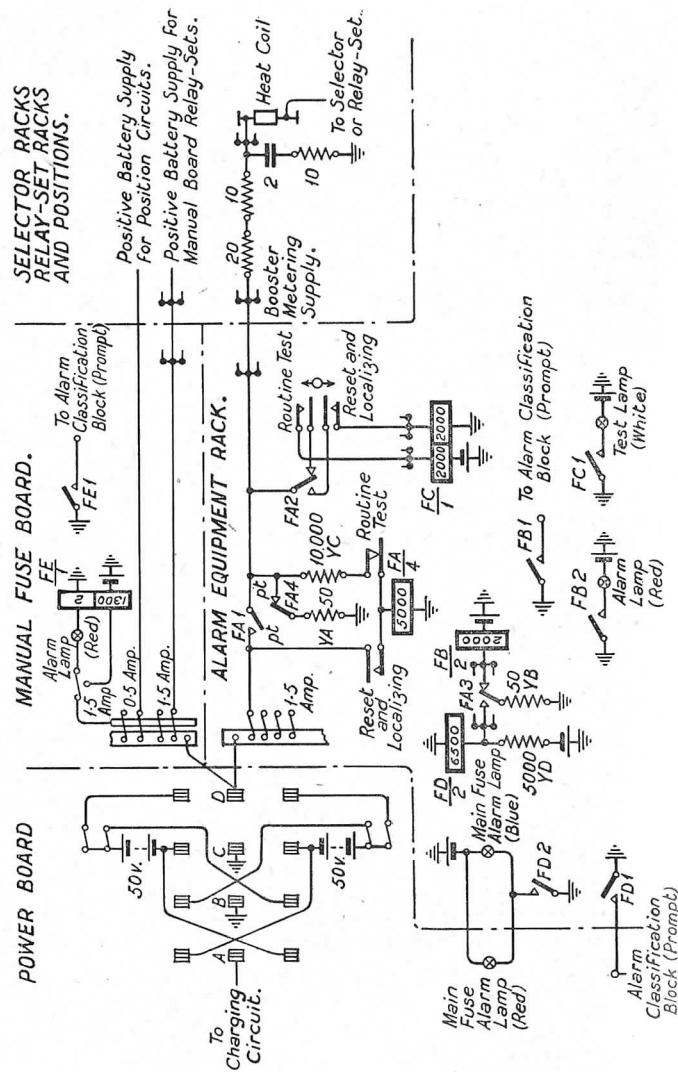 POWER BOARD
To
Charging
Circuit.
A
B
C
D
50v.
50v.
MANUAL FUSE BOARD.
Alarm
Lamp
(Red)
FE
1
2
1300
1·5
Amp
0·5 Amp.
1·5 Amp.
FE1
To Alarm
Classification
Block (Prompt)
SELECTOR RACKS
RELAY-SET RACKS
AND POSITIONS.
Positive Battery Supply
for Position Circuits.
Positive Battery Supply For
Manual Board Relay-Sets.
ALARM EQUIPMENT RACK.
1·5
Amp.
FA1
pt
pt
FA4
50
YA
10,000
YC
Routine
Test
Reset
and
Localizing
FA
4
5000
FA2
Routine Test
Reset and
Localizing
FC
1
2000
2000
Booster
Metering
Supply.
20
10
2
10
Heat Coil
To Selector
or Relay-Set.
Main
Fuse
Alarm
Lamp
(Red)
Main Fuse
Alarm Lamp
(Blue)
FD2
Alarm
Classification
Block (Prompt)
FD1
FD
2
6500
5000
YD
FA3
50
YB
FB
2
2000
FB1
To Alarm Classification
Block (Prompt)
FB2
Alarm
Lamp
(Red)
FC1
Test Lamp
(White)